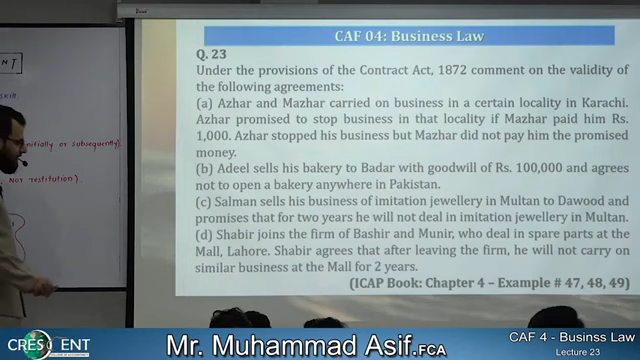 CAF 04: Business Law
Q. 23
Under the provisions of the Contract Act, 1872 comment on the validity of
the following agreements:
(a) Azhar and Mazhar carried on business in a certain locality in Karachi.
Azhar promised to stop business in that locality if Mazhar paid him Rs.
1,000. Azhar stopped his business but Mazhar did not pay him the promised
money.
(b) Adeel sells his bakery to Badar with goodwill of Rs. 100,000 and agrees
not to open a bakery anywhere in Pakistan.
(c) Salman sells his business of imitation jewellery in Multan to Dawood and
promises that for two years he will not deal in imitation jewellery in Multan.
(d) Shabir joins the firm of Bashir and Munir, who deal in spare parts at the
Mall, Lahore. Shabir agrees that after leaving the firm, he will not carry on
similar business at the Mall for 2 years.
(ICAP Book: Chapter 4 – Example # 47, 48, 49)
nitially or subsequently).
Nor restitution).
CRESCENT
Mr. Muhammad Asif.FCA
CAF 4 - Businss Law
Lecture 23